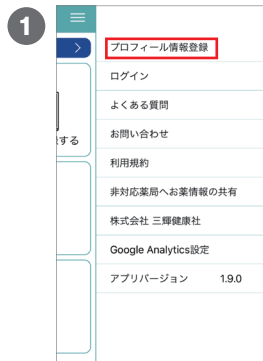 1
プロフィール情報登録
ログイン
よくある質問
する
お問い合わせ
利用規約
非対応薬局へお薬情報の共有
株式会社 三輝健康社
Google Analytics設定
アプリバージョン 1.9.0